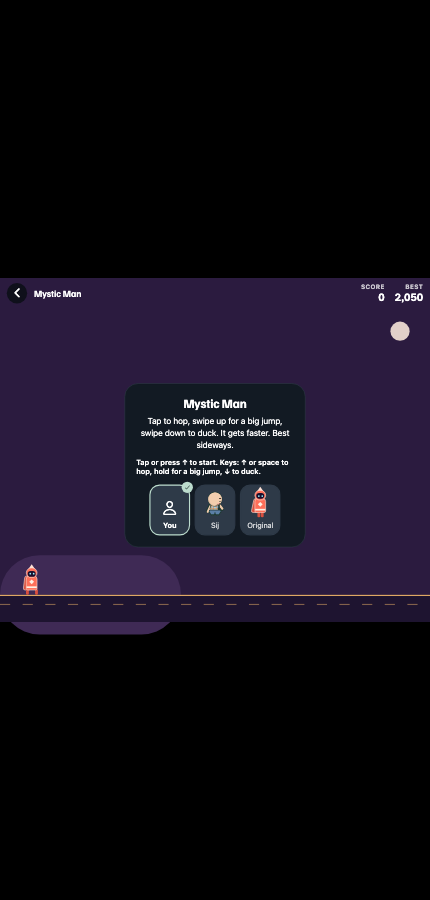 Mystic Man
SCORE
0
BEST
2,050
Mystic Man
Tap to hop, swipe up for a big jump,
swipe down to duck. It gets faster. Best
sideways.
Tap or press ↑ to start. Keys: ↑ or space to
hop, hold for a big jump, ↓ to duck.
You
Sij
Original